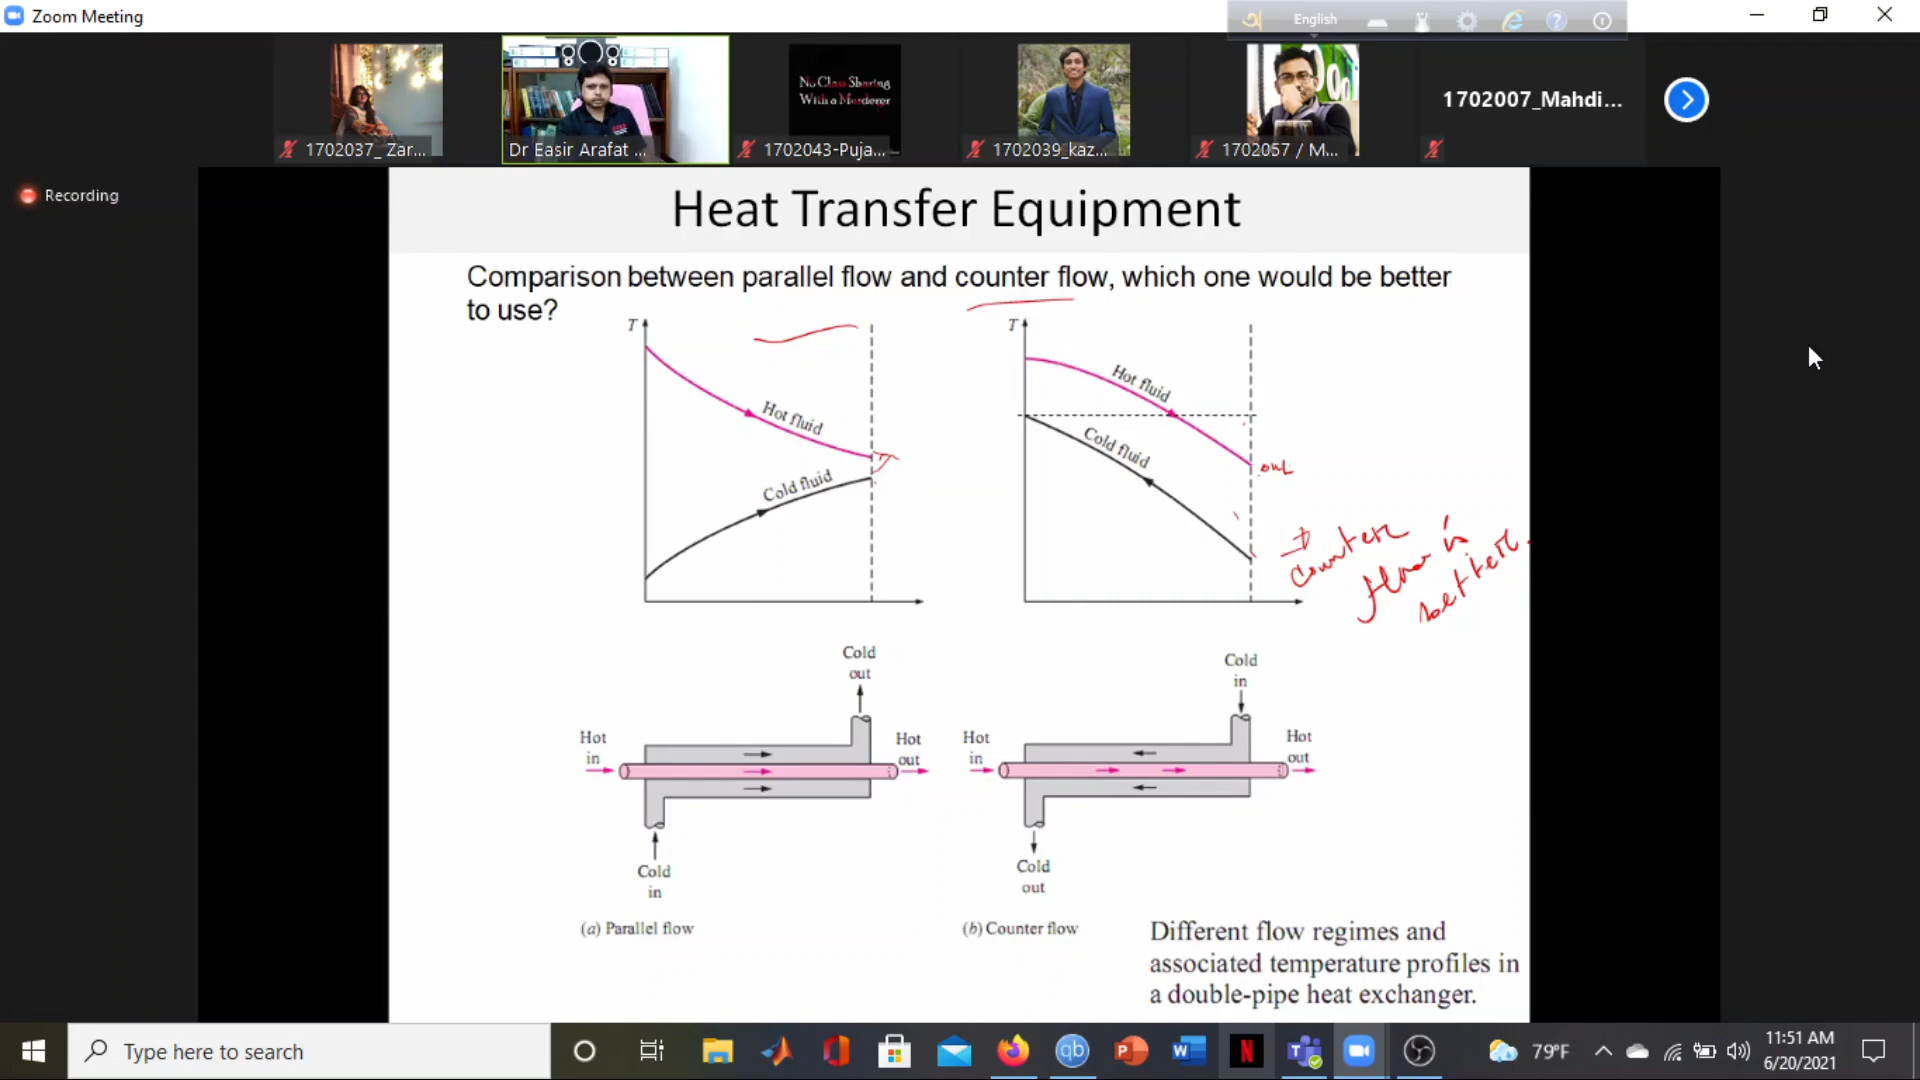 Zoom Meeting
English
No Class Sharing
With a Murderer
1702037_ Zar...
Dr Easir Arafat ...
1702043-Puja...
1702039_kaz...
1702057 / M...
1702007_Mahdi...
Recording
Heat Transfer Equipment
Comparison between parallel flow and counter flow, which one would be better
to use?
T
Hot fluid
Cold fluid
T
Hot fluid
Cold fluid
out
Counter
flow is
better.
Cold
out
Hot
in
Hot
out
Cold
in
(a) Parallel flow
Cold
in
Hot
in
Hot
out
Cold
out
(b) Counter flow
Different flow regimes and
associated temperature profiles in
a double-pipe heat exchanger.
Type here to search
79°F
11:51 AM
6/20/2021